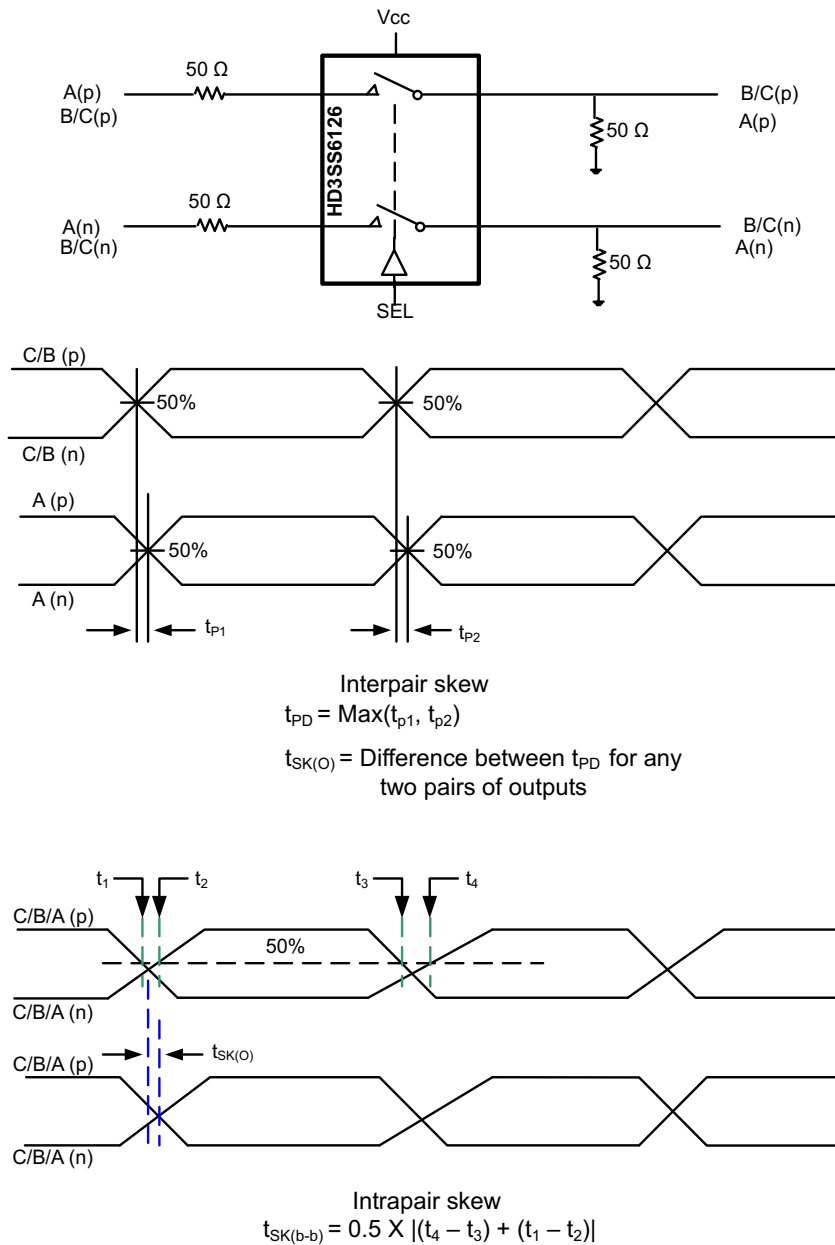 Vcc
50 Ω
A(p)
B/C(p)
HD3SS6126
B/C(p)
A(p)
50 Ω
50 Ω
A(n)
B/C(n)
B/C(n)
A(n)
50 Ω
SEL
C/B (p)
50%
50%
C/B (n)
A (p)
50%
50%
A (n)
tP1
tP2
Interpair skew
tPD = Max(tp1, tp2)
tSK(O) = Difference between tPD for any
two pairs of outputs
t1
t2
t3
t4
C/B/A (p)
50%
C/B/A (n)
C/B/A (p)
tSK(O)
C/B/A (n)
Intrapair skew
tSK(b-b) = 0.5 X |(t4 – t3) + (t1 – t2)|